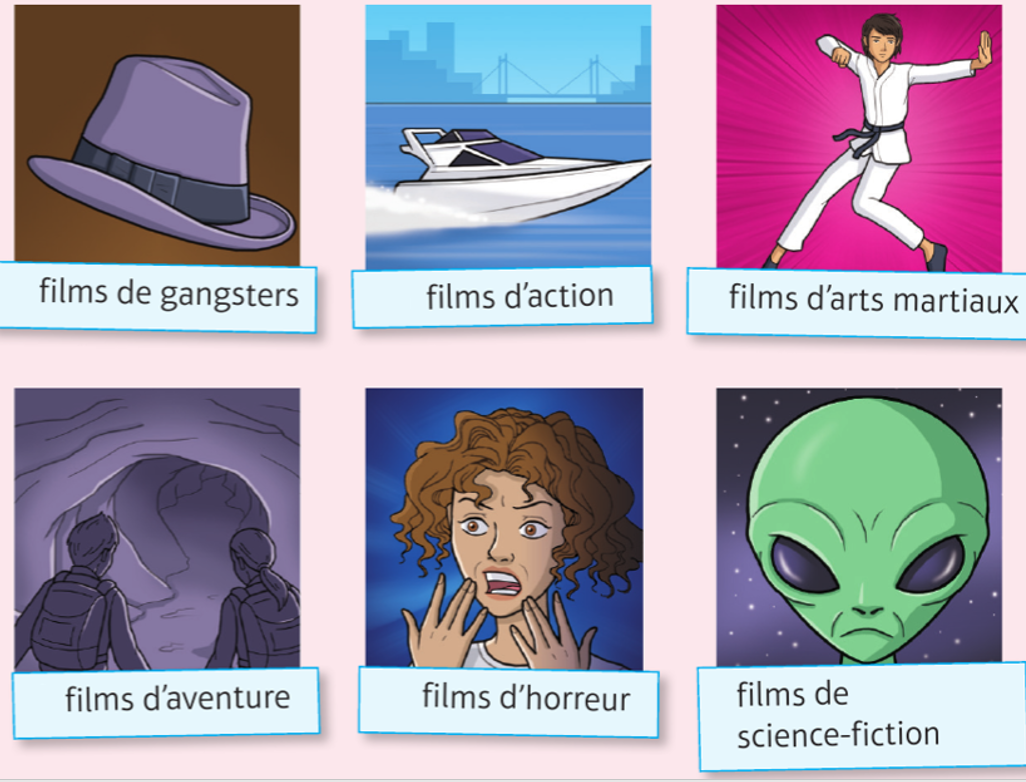 films de gangsters
films d'action
films d'arts martiaux
films d'aventure
films d'horreur
films de
science-fiction